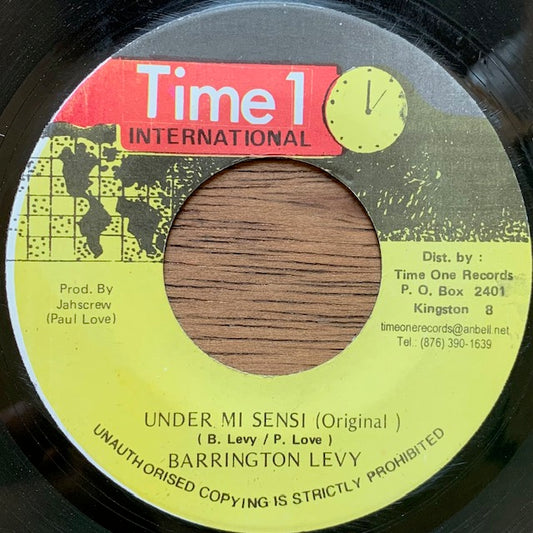 Time 1
INTERNATIONAL
Prod. By
Jahscrew
(Paul Love)
Dist. by :
Time One Records
P. O. Box 2401
Kingston 8
timeonerecords@anbell.net
Tel.: (876) 390-1639
UNDER MI SENSI (Original )
( B. Levy / P. Love )
BARRINGTON LEVY
UNAUTHORISED COPYING IS STRICTLY PROHIBITED